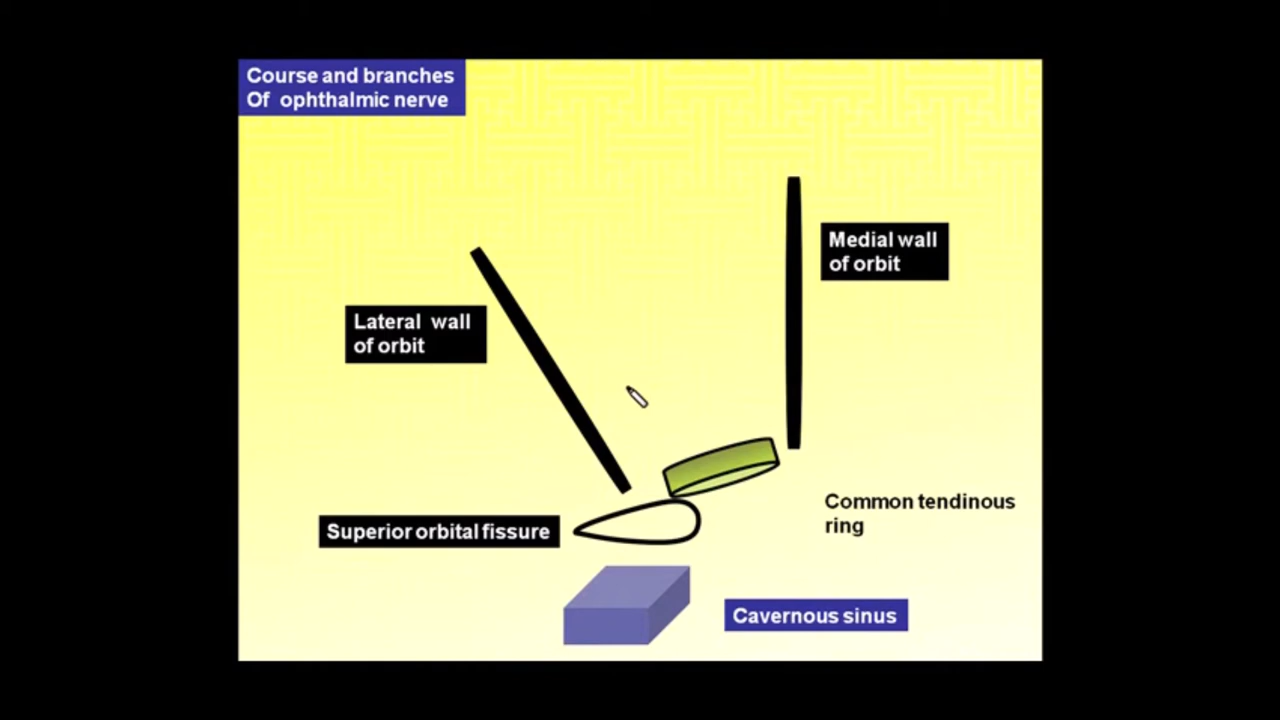 Course and branches
Of ophthalmic nerve
Medial wall
of orbit
Lateral wall
of orbit
Common tendinous
ring
Superior orbital fissure
Cavernous sinus